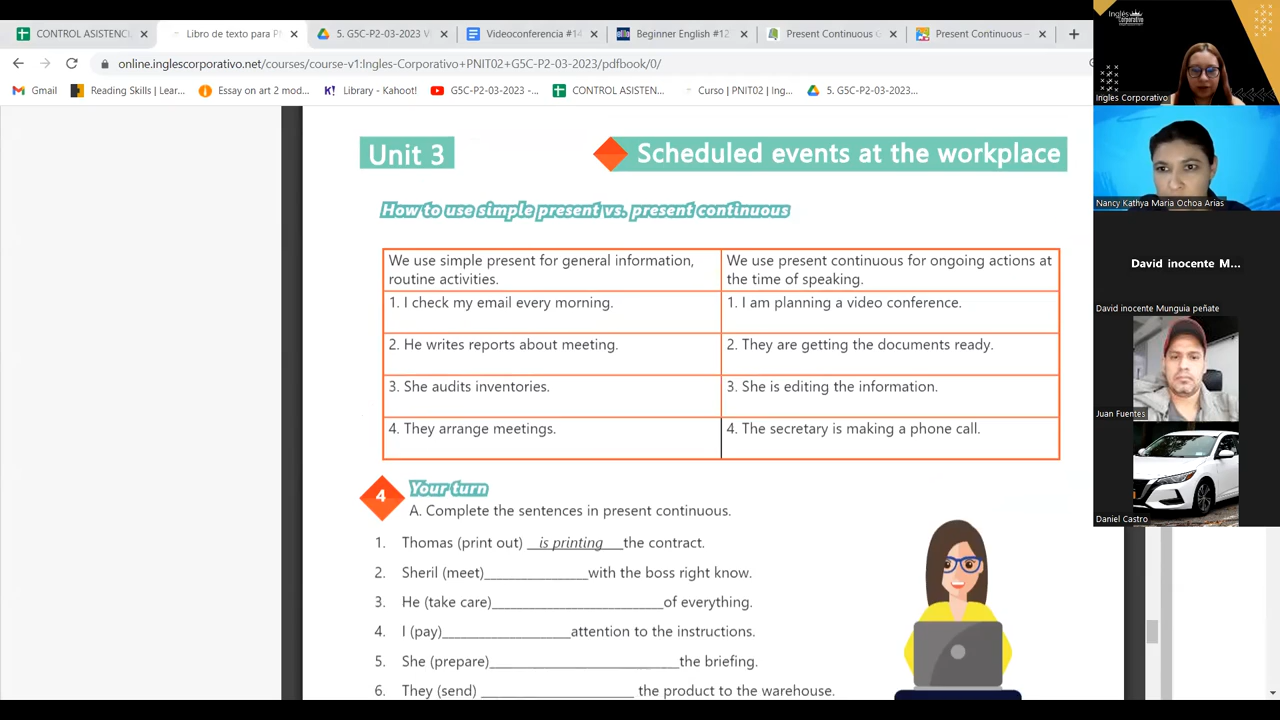 CONTROL ASISTENC
Libro de texto para P
5. G5C-P2-03-2023
Videoconferencia #14
Beginner English #12
Present Continuous
Present Continuous –
online.inglescorporativo.net/courses/course-v1:Ingles-Corporativo+PNIT02+G5C-P2-03-2023/pdfbook/0/
Gmail
Reading Skills | Lear...
Essay on art 2 mod...
Library - Kahoot!
G5C-P2-03-2023 -...
CONTROL ASISTEN...
Curso | PNIT02 | Ing...
5. G5C-P2-03-2023...
Unit 3
Scheduled events at the workplace
How to use simple present vs. present continuous
We use simple present for general information, routine activities.
We use present continuous for ongoing actions at the time of speaking.
1. I check my email every morning.
1. I am planning a video conference.
2. He writes reports about meeting.
2. They are getting the documents ready.
3. She audits inventories.
3. She is editing the information.
4. They arrange meetings.
4. The secretary is making a phone call.
4
Your turn
A. Complete the sentences in present continuous.
1. Thomas (print out) __is printing___the contract.
2. Sheril (meet)______________with the boss right know.
3. He (take care)_______________________of everything.
4. I (pay)_________________attention to the instructions.
5. She (prepare)__________________________the briefing.
6. They (send) _____________________ the product to the warehouse.
Inglés
Corporativo
Ingles Corporativo
Nancy Kathya Maria Ochoa Arias
David inocente M...
David inocente Munguia peñate
Juan Fuentes
Daniel Castro